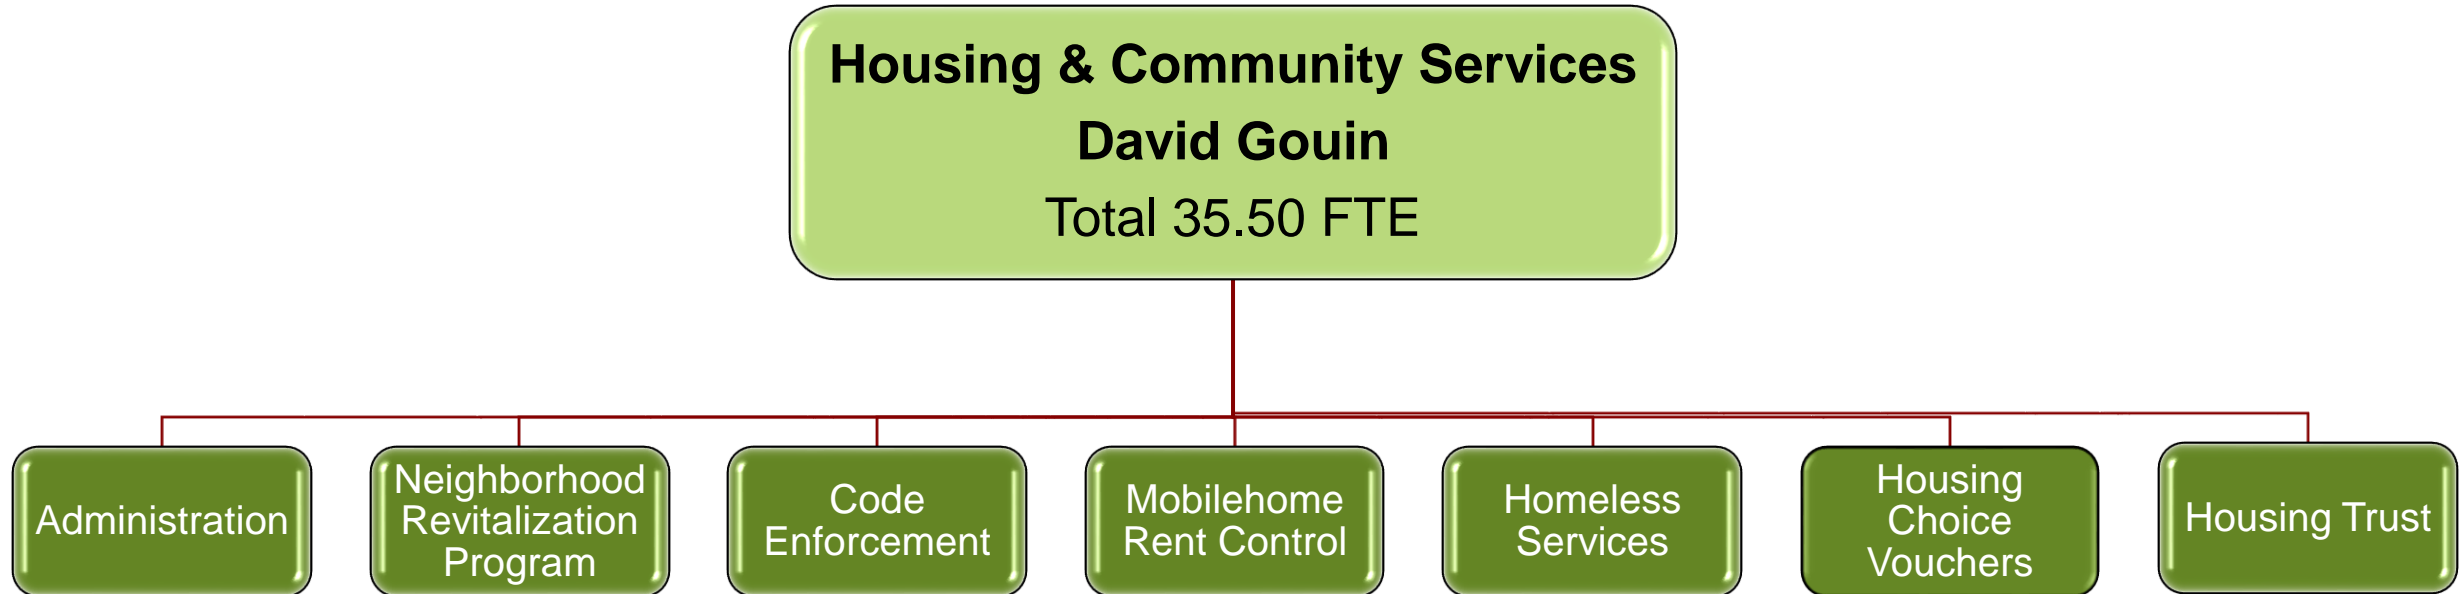 Housing & Community Services
David Gouin
Total 35.50 FTE
Administration
Neighborhood
Revitalization
Program
Code
Enforcement
Mobilehome
Rent Control
Homeless
Services
Housing
Choice
Vouchers
Housing Trust